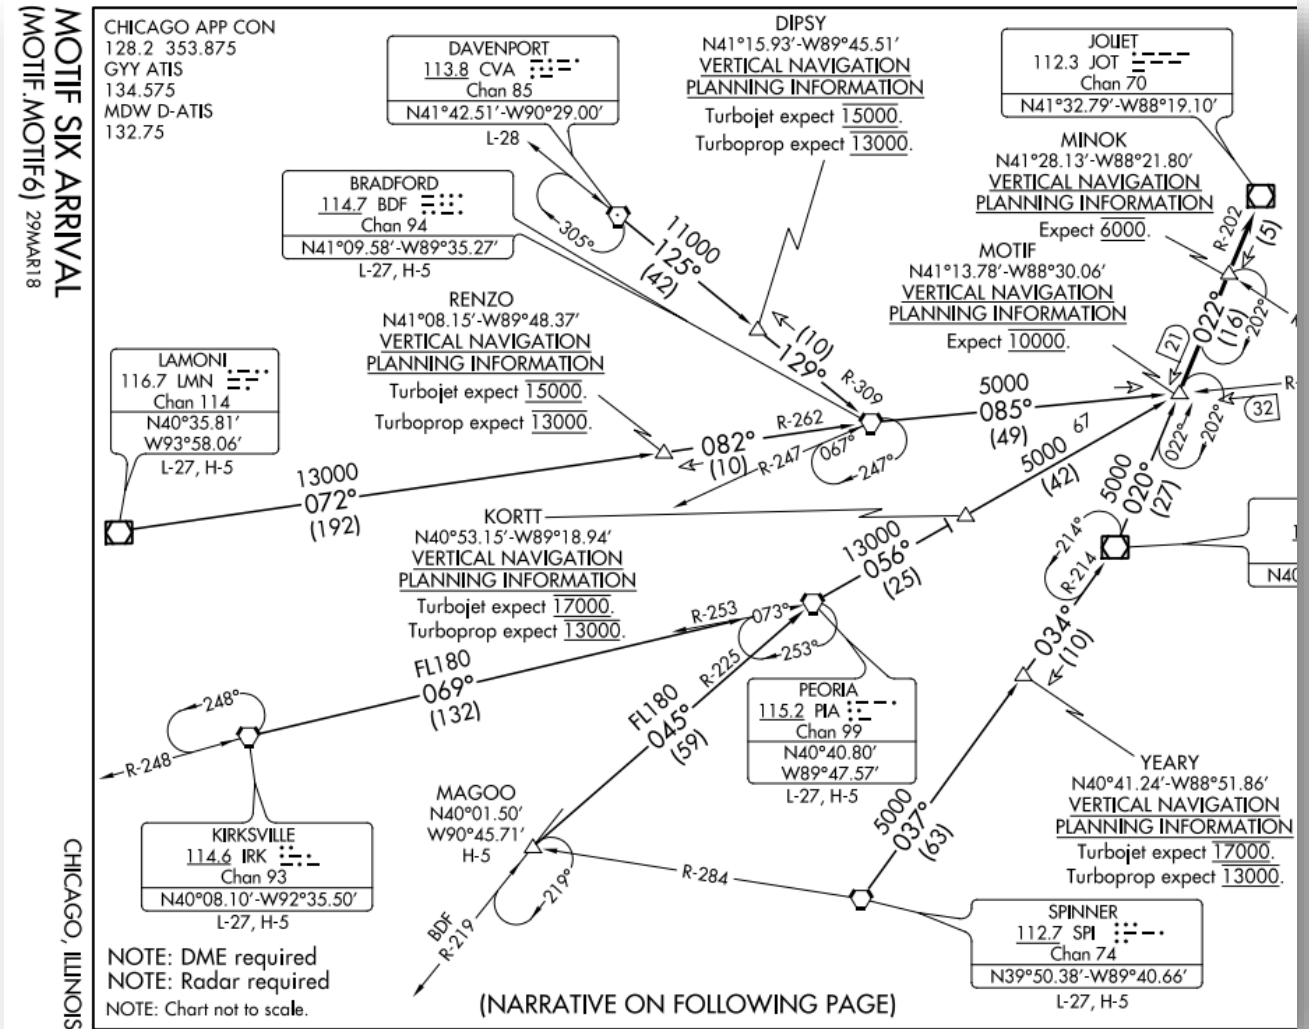 MOTIF SIX ARRIVAL
(MOTIF.MOTIF6) 29MAR18
CHICAGO, ILLINOIS
CHICAGO APP CON
128.2 353.875
GYY ATIS
134.575
MDW D-ATIS
132.75
DAVENPORT
113.8 CVA
Chan 85
N41°42.51'-W90°29.00'
L-28
DIPSY
N41°15.93'-W89°45.51'
VERTICAL NAVIGATION
PLANNING INFORMATION
Turbojet expect 15000.
Turboprop expect 13000.
JOLIET
112.3 JOT
Chan 70
N41°32.79'-W88°19.10'
MINOK
N41°28.13'-W88°21.80'
VERTICAL NAVIGATION
PLANNING INFORMATION
Expect 6000.
BRADFORD
114.7 BDF
Chan 94
N41°09.58'-W89°35.27'
L-27, H-5
305°
11000
125°
(42)
(10)
129°
R-309
MOTIF
N41°13.78'-W88°30.06'
VERTICAL NAVIGATION
PLANNING INFORMATION
Expect 10000.
R-202
(5)
022°
(16)
202°
21
RENZO
N41°08.15'-W89°48.37'
VERTICAL NAVIGATION
PLANNING INFORMATION
Turbojet expect 15000.
Turboprop expect 13000.
LAMONI
116.7 LMN
Chan 114
N40°35.81'
W93°58.06'
L-27, H-5
13000
072°
(192)
R-262
082°
(10)
R-247
067°
247°
5000
085°
(49)
67
5000
(42)
R-
32
022°
202°
5000
020°
(27)
KORTT
N40°53.15'-W89°18.94'
VERTICAL NAVIGATION
PLANNING INFORMATION
Turbojet expect 17000.
Turboprop expect 13000.
13000
056°
(25)
214°
R-214
N40
034°
(10)
R-253
073°
253°
R-225
FL180
069°
(132)
248°
R-248
FL180
045°
(59)
PEORIA
115.2 PIA
Chan 99
N40°40.80'
W89°47.57'
L-27, H-5
YEARY
N40°41.24'-W88°51.86'
VERTICAL NAVIGATION
PLANNING INFORMATION
Turbojet expect 17000.
Turboprop expect 13000.
MAGOO
N40°01.50'
W90°45.71'
H-5
5000
037°
(63)
KIRKSVILLE
114.6 IRK
Chan 93
N40°08.10'-W92°35.50'
L-27, H-5
R-284
219°
BDF
R-219
SPINNER
112.7 SPI
Chan 74
N39°50.38'-W89°40.66'
L-27, H-5
NOTE: DME required
NOTE: Radar required
NOTE: Chart not to scale.
(NARRATIVE ON FOLLOWING PAGE)